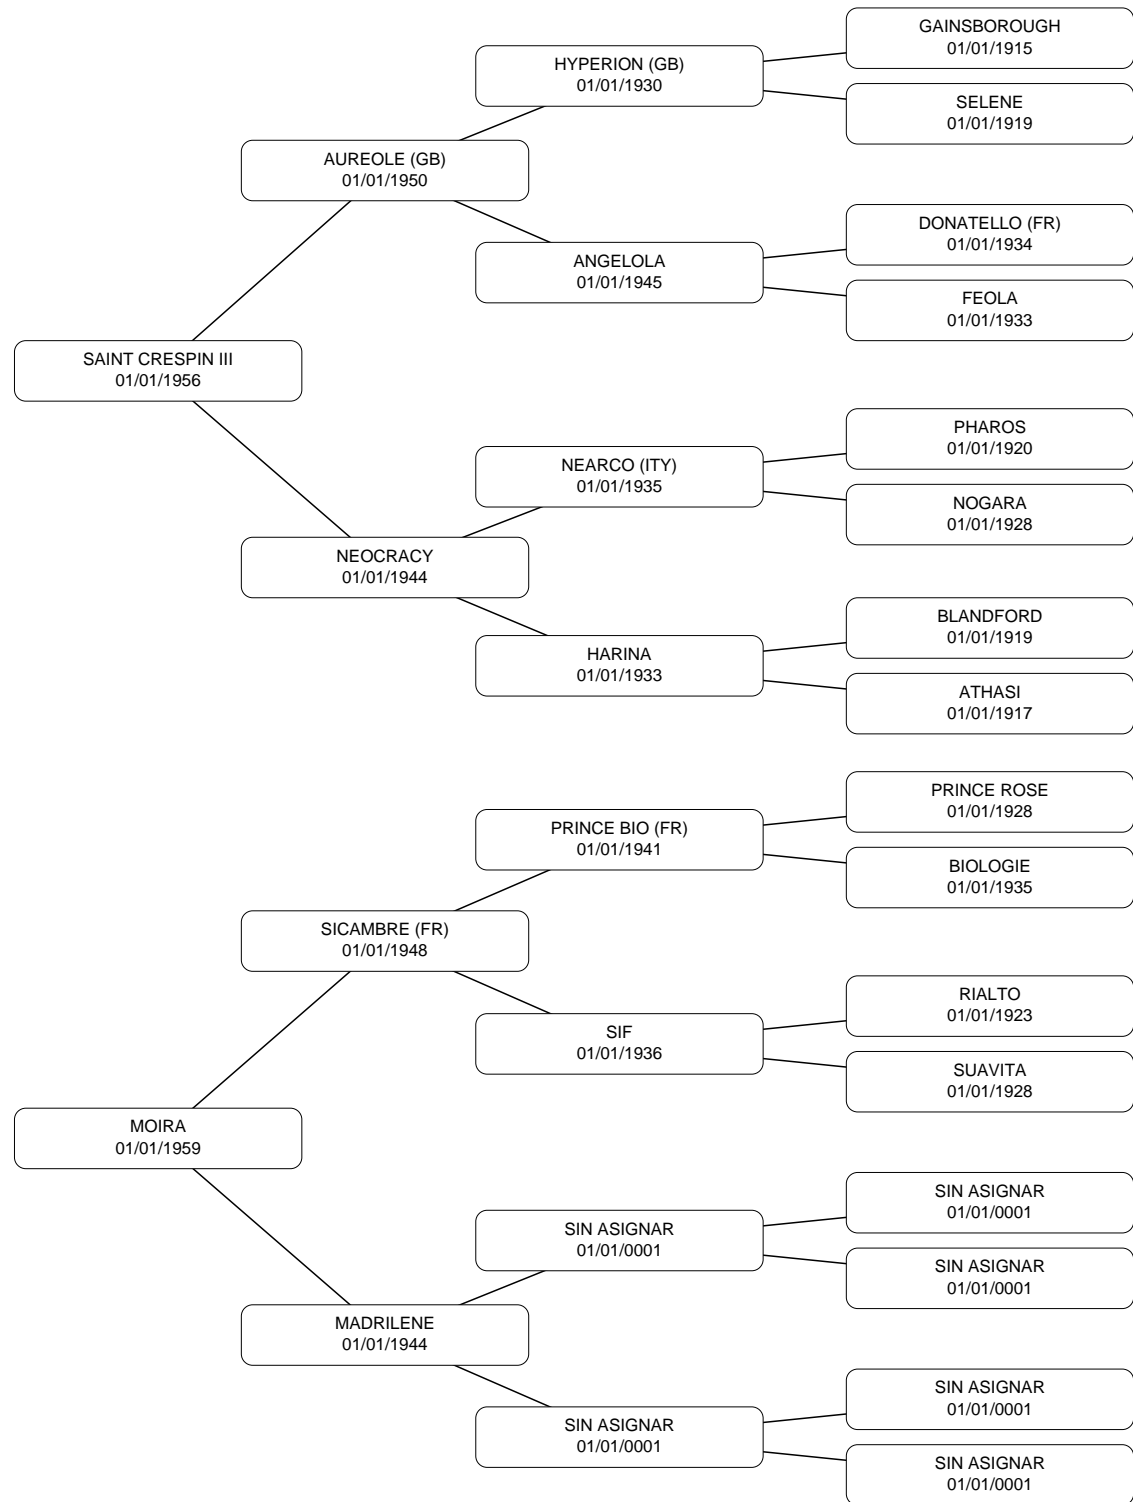 GAINSBOROUGH
01/01/1915
HYPERION (GB)
01/01/1930
SELENE
01/01/1919
AUREOLE (GB)
01/01/1950
DONATELLO (FR)
01/01/1934
ANGELOLA
01/01/1945
FEOLA
01/01/1933
SAINT CRESPIN III
01/01/1956
PHAROS
01/01/1920
NEARCO (ITY)
01/01/1935
NOGARA
01/01/1928
NEOCRACY
01/01/1944
BLANDFORD
01/01/1919
HARINA
01/01/1933
ATHASI
01/01/1917
PRINCE ROSE
01/01/1928
PRINCE BIO (FR)
01/01/1941
BIOLOGIE
01/01/1935
SICAMBRE (FR)
01/01/1948
RIALTO
01/01/1923
SIF
01/01/1936
SUAVITA
01/01/1928
MOIRA
01/01/1959
SIN ASIGNAR
01/01/0001
SIN ASIGNAR
01/01/0001
SIN ASIGNAR
01/01/0001
MADRILENE
01/01/1944
SIN ASIGNAR
01/01/0001
SIN ASIGNAR
01/01/0001
SIN ASIGNAR
01/01/0001